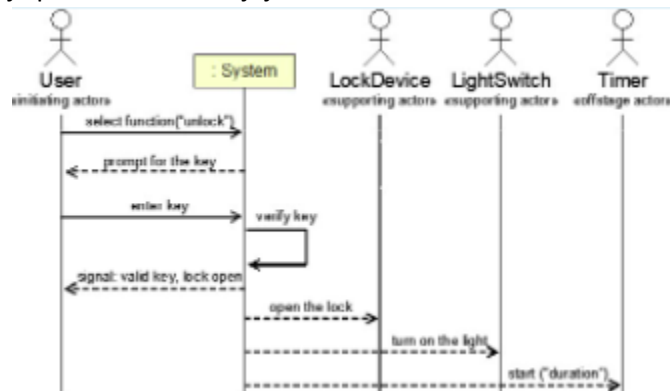 User
: System
LockDevice
LightSwitch
Timer
«initiating actor»
«supporting actor»
«supporting actor»
«offstage actor»
select function("unlock")
prompt for the key
enter key
verify key
signal: valid key, lock open
open the lock
turn on the light
start ("duration")